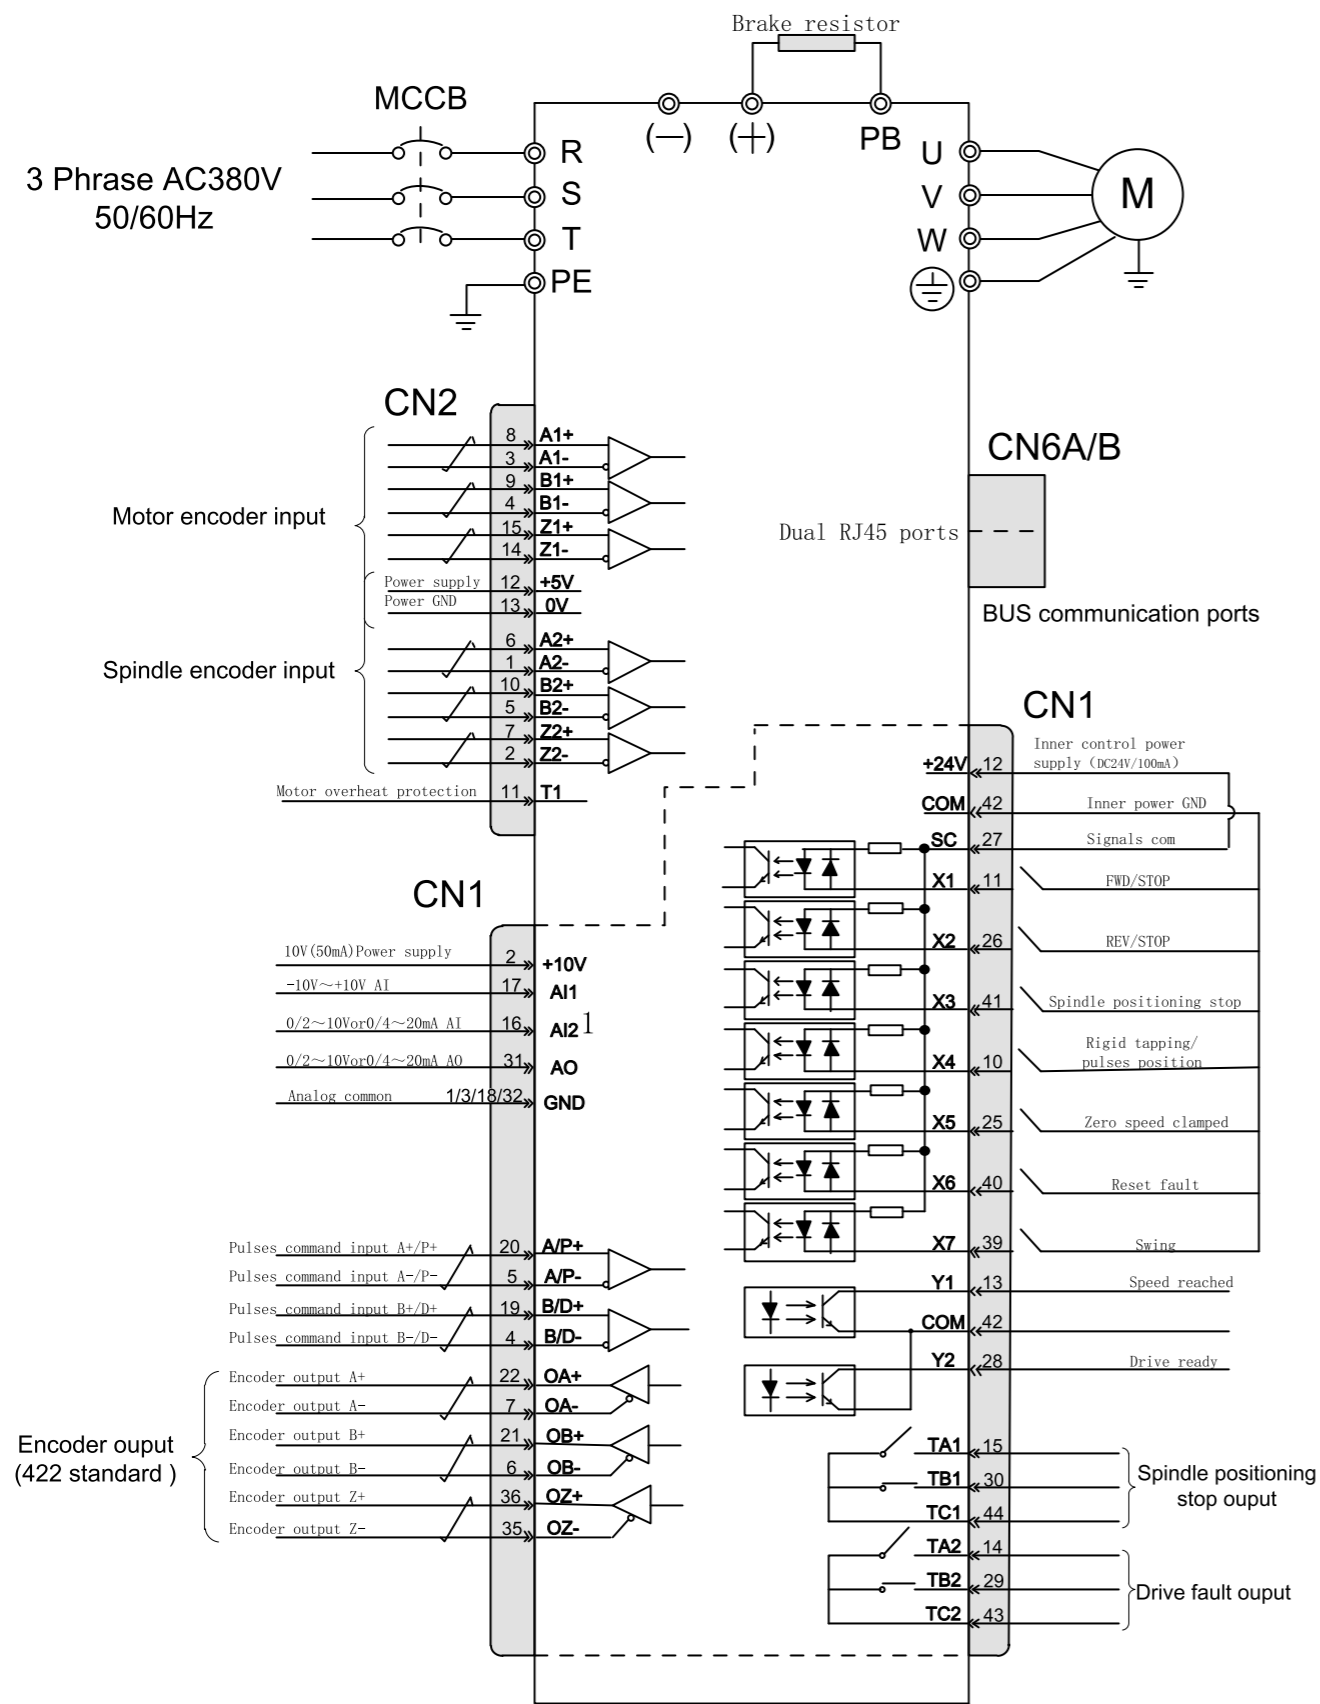 Brake resistor
MCCB
(—) (+) PB
3 Phrase AC380V
50/60Hz
R
S
T
PE
U
V
W
M
CN2
Motor encoder input
8 A1+
3 A1-
9 B1+
4 B1-
15 Z1+
14 Z1-
Power supply 12 +5V
Power GND 13 0V
Spindle encoder input
6 A2+
1 A2-
10 B2+
5 B2-
7 Z2+
2 Z2-
Motor overheat protection 11 T1
CN6A/B
Dual RJ45 ports
BUS communication ports
CN1
10V(50mA)Power supply 2 +10V
-10V～+10V AI 17 AI1
0/2～10Vor0/4～20mA AI 16 AI2 1
0/2～10Vor0/4～20mA AO 31 AO
Analog common 1/3/18/32 GND
Pulses command input A+/P+ 20 A/P+
Pulses command input A-/P- 5 A/P-
Pulses command input B+/D+ 19 B/D+
Pulses command input B-/D- 4 B/D-
Encoder ouput
(422 standard )
Encoder output A+ 22 OA+
Encoder output A- 7 OA-
Encoder output B+ 21 OB+
Encoder output B- 6 OB-
Encoder output Z+ 36 OZ+
Encoder output Z- 35 OZ-
CN1
+24V 12 Inner control power
supply (DC24V/100mA)
COM 42 Inner power GND
SC 27 Signals com
X1 11 FWD/STOP
X2 26 REV/STOP
X3 41 Spindle positioning stop
X4 10 Rigid tapping/
pulses position
X5 25 Zero speed clamped
X6 40 Reset fault
X7 39 Swing
Y1 13 Speed reached
COM 42
Y2 28 Drive ready
TA1 15
TB1 30
TC1 44
Spindle positioning
stop ouput
TA2 14
TB2 29
TC2 43
Drive fault ouput